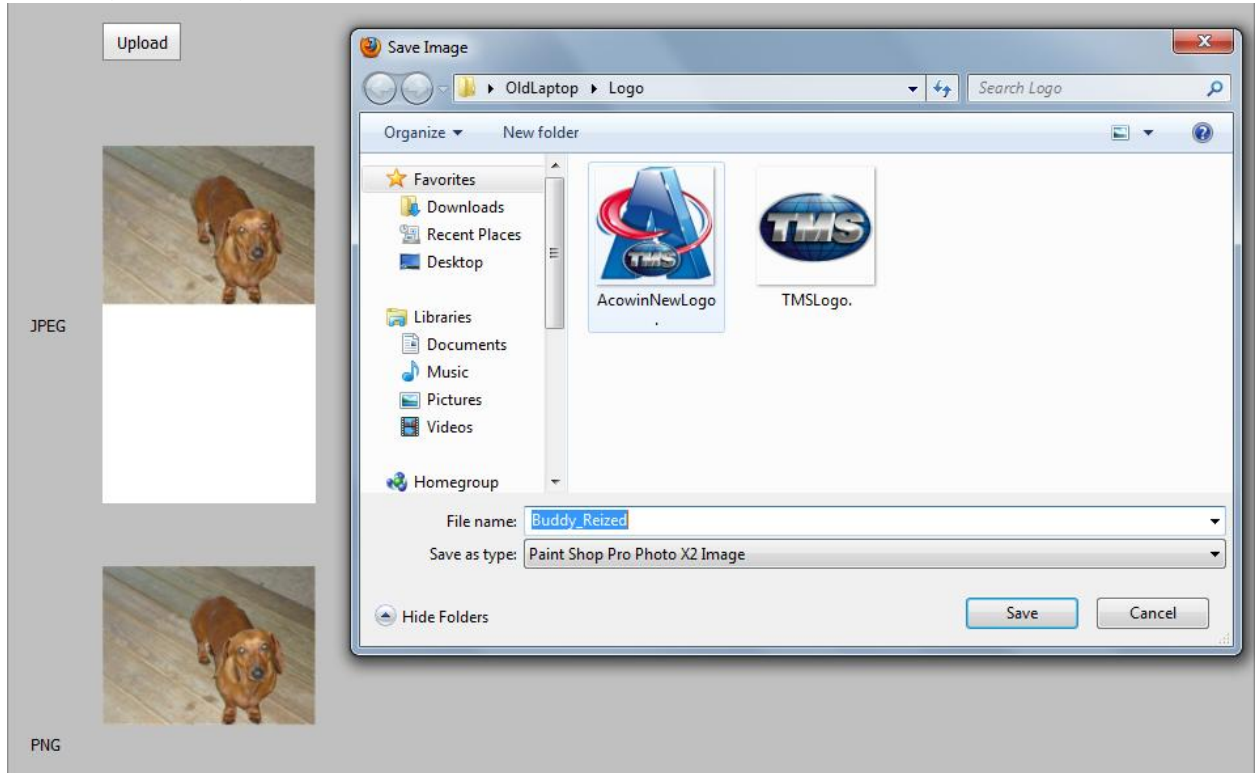 Upload
Save Image
OldLaptop ▸ Logo
Search Logo
Organize
New folder
Favorites
Downloads
Recent Places
Desktop
Libraries
Documents
Music
Pictures
Videos
Homegroup
TMS
AcowinNewLogo
.
TMS
TMSLogo.
File name: Buddy_Reized
Save as type: Paint Shop Pro Photo X2 Image
Hide Folders
Save
Cancel
JPEG
PNG